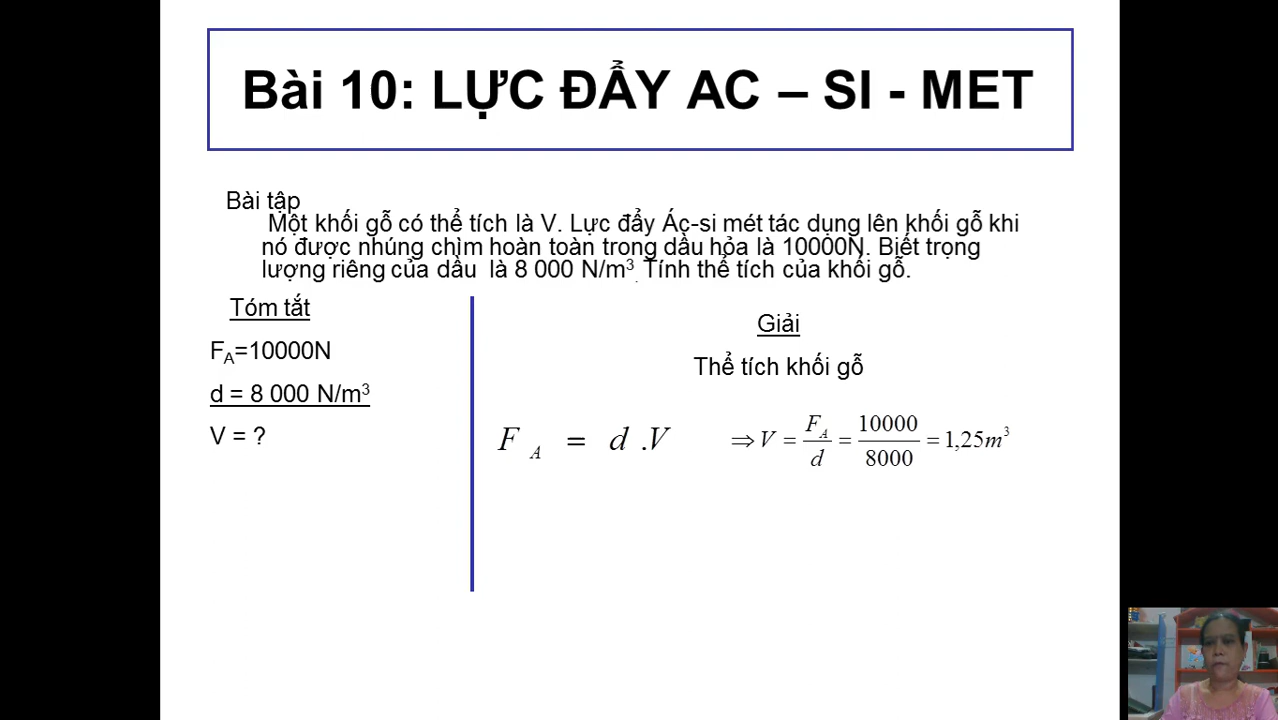 Bài 10: LỰC ĐẨY AC – SI - MET
Bài tập
Một khối gỗ có thể tích là V. Lực đẩy Ác-si mét tác dụng lên khối gỗ khi
nó được nhúng chìm hoàn toàn trong dầu hỏa là 10000N. Biết trọng
lượng riêng của dầu là 8 000 N/m³. Tính thể tích của khối gỗ.
Tóm tắt
F_A=10000N
d = 8 000 N/m³
V = ?
Giải
Thể tích khối gỗ
F_A = d .V ⇒ V = F_A/d = 10000/8000 = 1,25m³